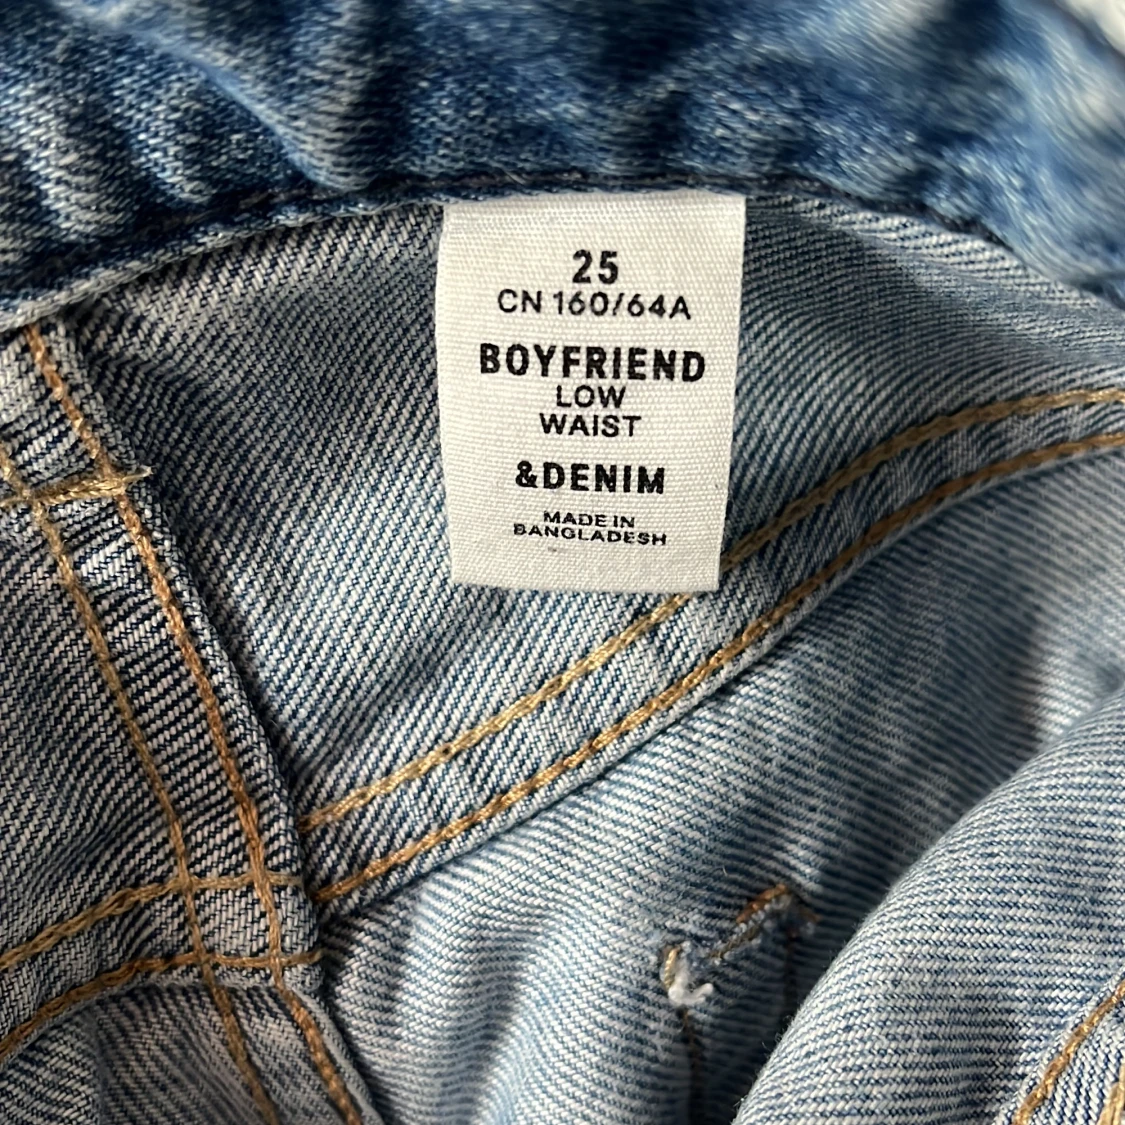 25
CN 160/64A
BOYFRIEND
LOW
WAIST
&DENIM
MADE IN
BANGLADESH